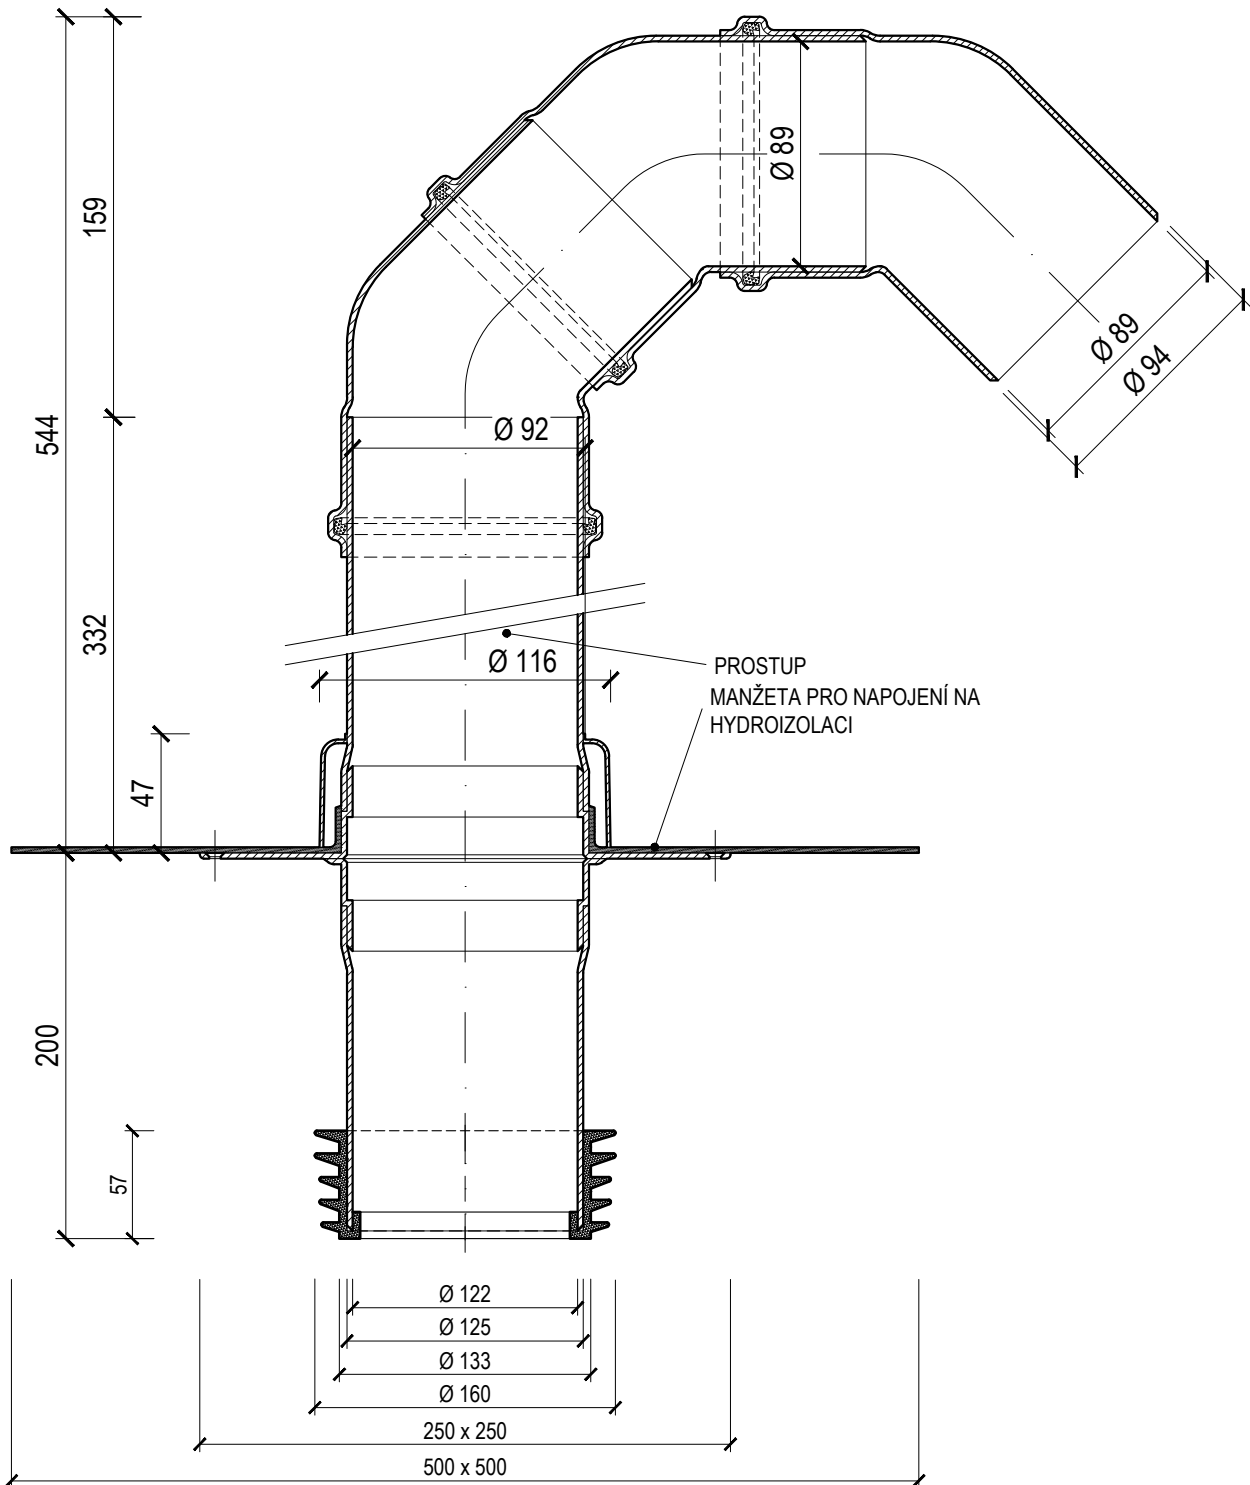 159
544
332
47
200
57
Ø 89
Ø 89
Ø 94
Ø 92
Ø 116
PROSTUP
MANŽETA PRO NAPOJENÍ NA
HYDROIZOLACI
Ø 122
Ø 125
Ø 133
Ø 160
250 x 250
500 x 500